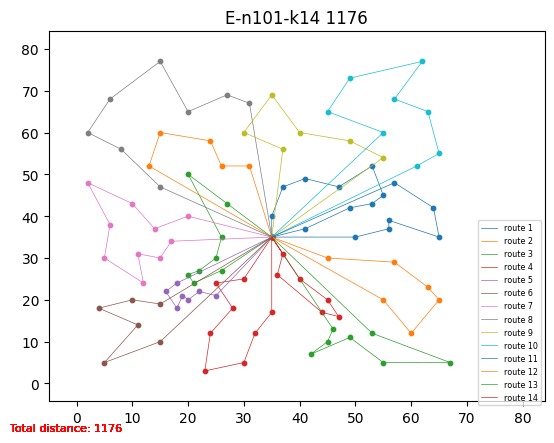 E-n101-k14 1176
80
70
60
50
40
30
20
10
0
0 10 20 30 40 50 60 70 80
route 1
route 2
route 3
route 4
route 5
route 6
route 7
route 8
route 9
route 10
route 11
route 12
route 13
route 14
Total distance: 1176